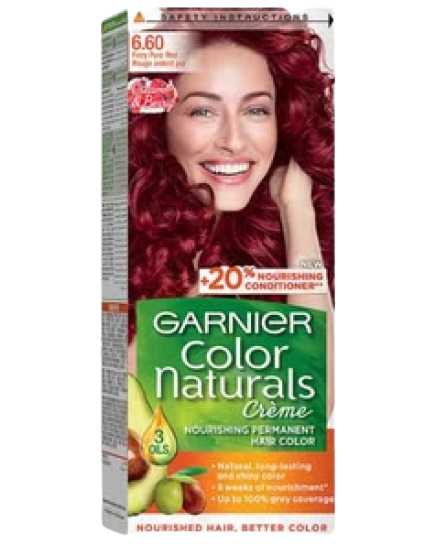 SAFETY INSTRUCTIONS
6.60
Fiery Pure Red
Rouge ardent pur
& Berry
NEW
+20% NOURISHING
CONDITIONER**
GARNIER
Color
Naturals
Crème
NOURISHING PERMANENT
HAIR COLOR
3
OILS
• Natural, long-lasting
and shiny color
• 8 weeks of nourishment*
• Up to 100% grey coverage
NOURISHED HAIR, BETTER COLOR